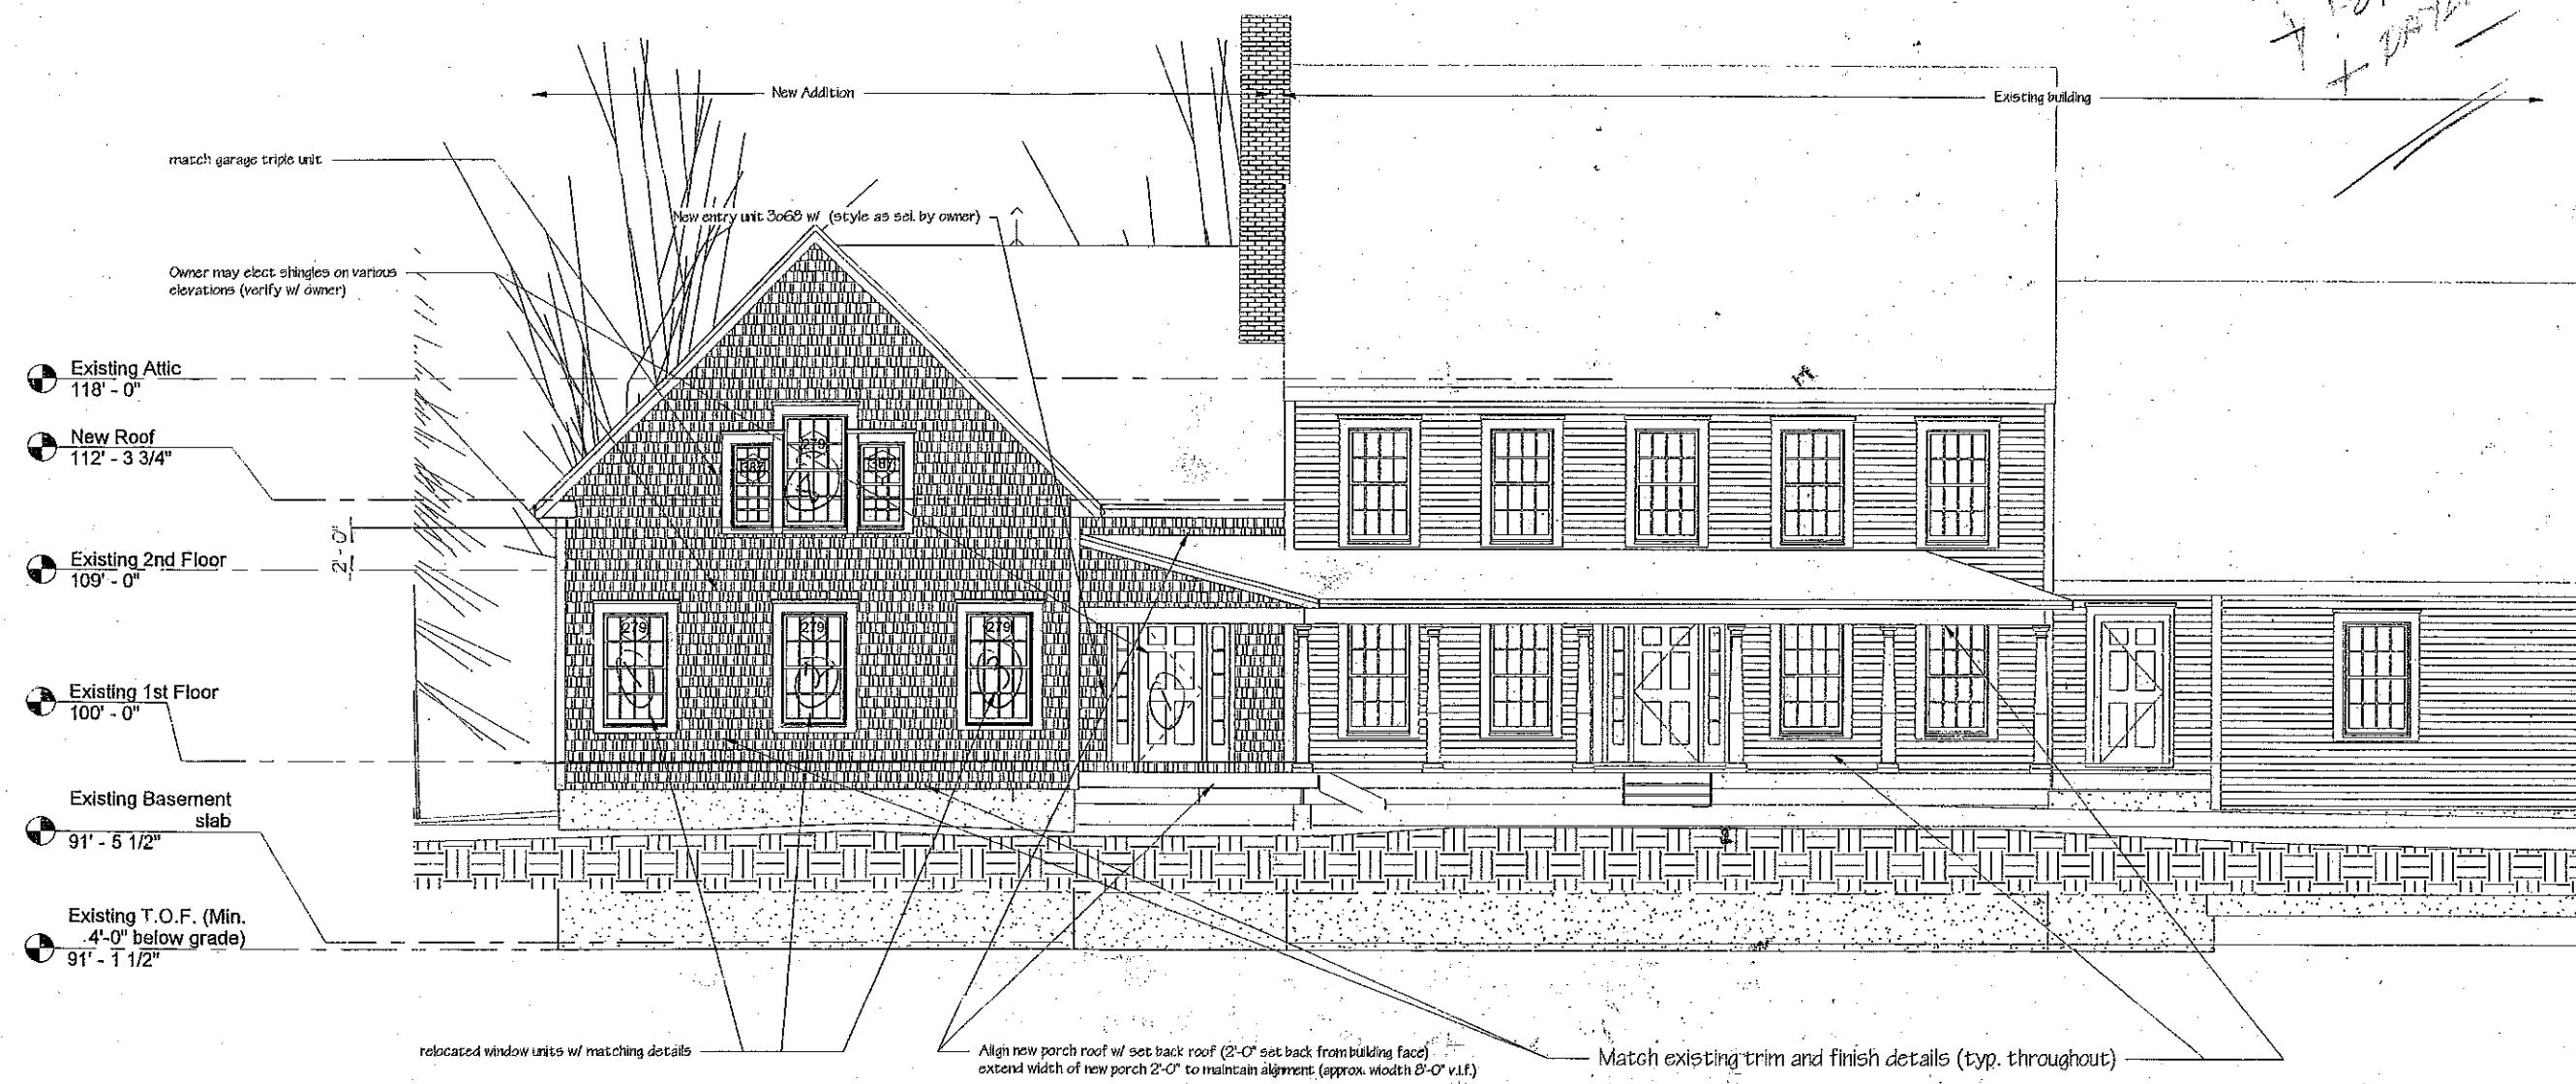 New Addition
Existing building
match garage triple unit
New entry unit 3068 w/ (style as sel. by owner)
Owner may elect shingles on various
elevations (verify w/ owner)
Existing Attic
118' - 0"
New Roof
112' - 3 3/4"
2' - 0"
Existing 2nd Floor
109' - 0"
Existing 1st Floor
100' - 0"
Existing Basement
slab
91' - 5 1/2"
Existing T.O.F. (Min.
4'-0" below grade)
91' - 1 1/2"
279
387
387
279
279
279
relocated window units w/ matching details
Align new porch roof w/ set back roof (2'-0" set back from building face)
extend width of new porch 2'-0" to maintain alignment (approx. wiodth 8'-0" v.i.f.)
Match existing trim and finish details (typ. throughout)